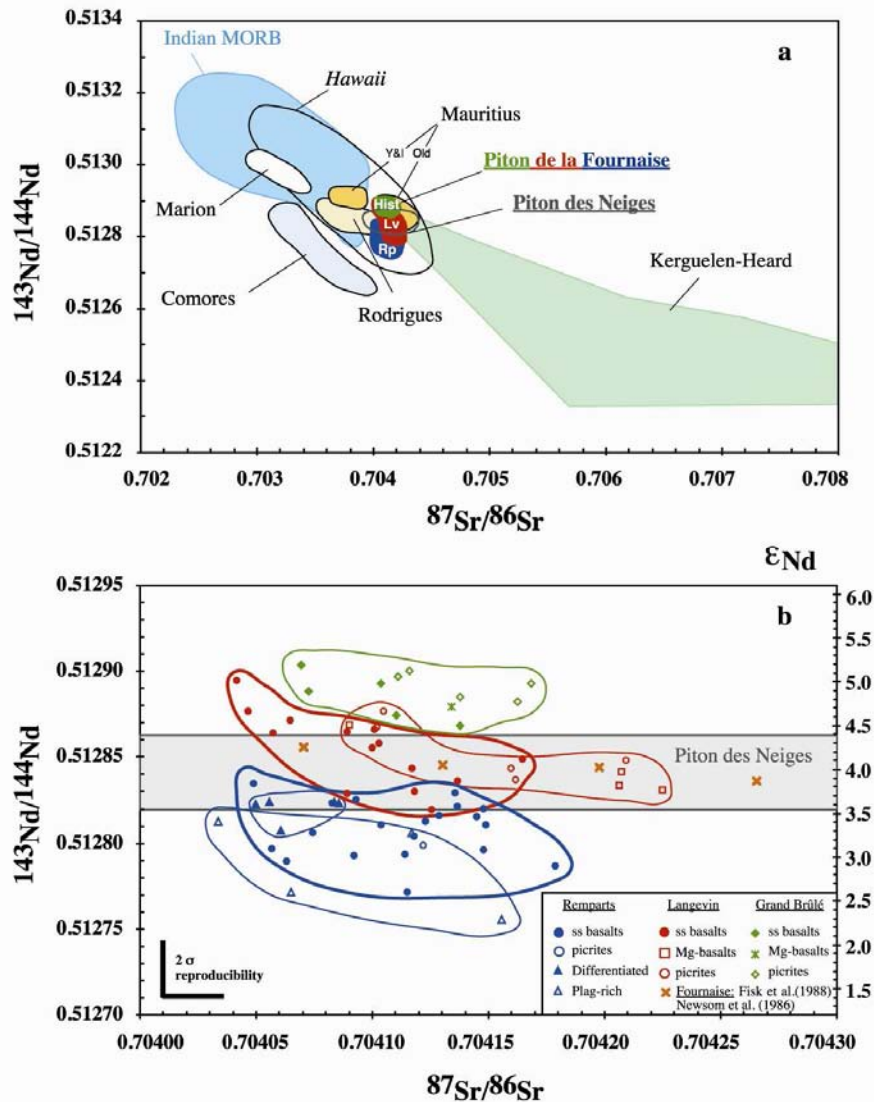 0.5134
0.5133
0.5132
0.5130
0.5128
0.5126
0.5124
0.5122
143Nd/144Nd
Indian MORB
a
Hawaii
Mauritius
Y&I Old
Piton de la Fournaise
Hist
Marion
Piton des Neiges
Lv
Rp
Kerguelen-Heard
Comores
Rodrigues
0.702 0.703 0.704 0.705 0.706 0.707 0.708
87Sr/86Sr
εNd
0.51295
0.51290
0.51285
0.51280
0.51275
0.51270
143Nd/144Nd
b
6.0
5.5
5.0
4.5
4.0
3.5
3.0
2.5
2.0
1.5
Piton des Neiges
2 σ
reproducibility
Remparts Langevin Grand Brûlé
ss basalts ss basalts ss basalts
picrites Mg-basalts Mg-basalts
Differentiated picrites picrites
Plag-rich Fournaise: Fisk et al.(1988)
Newsom et al. (1986)
0.70400 0.70405 0.70410 0.70415 0.70420 0.70425 0.70430
87Sr/86Sr